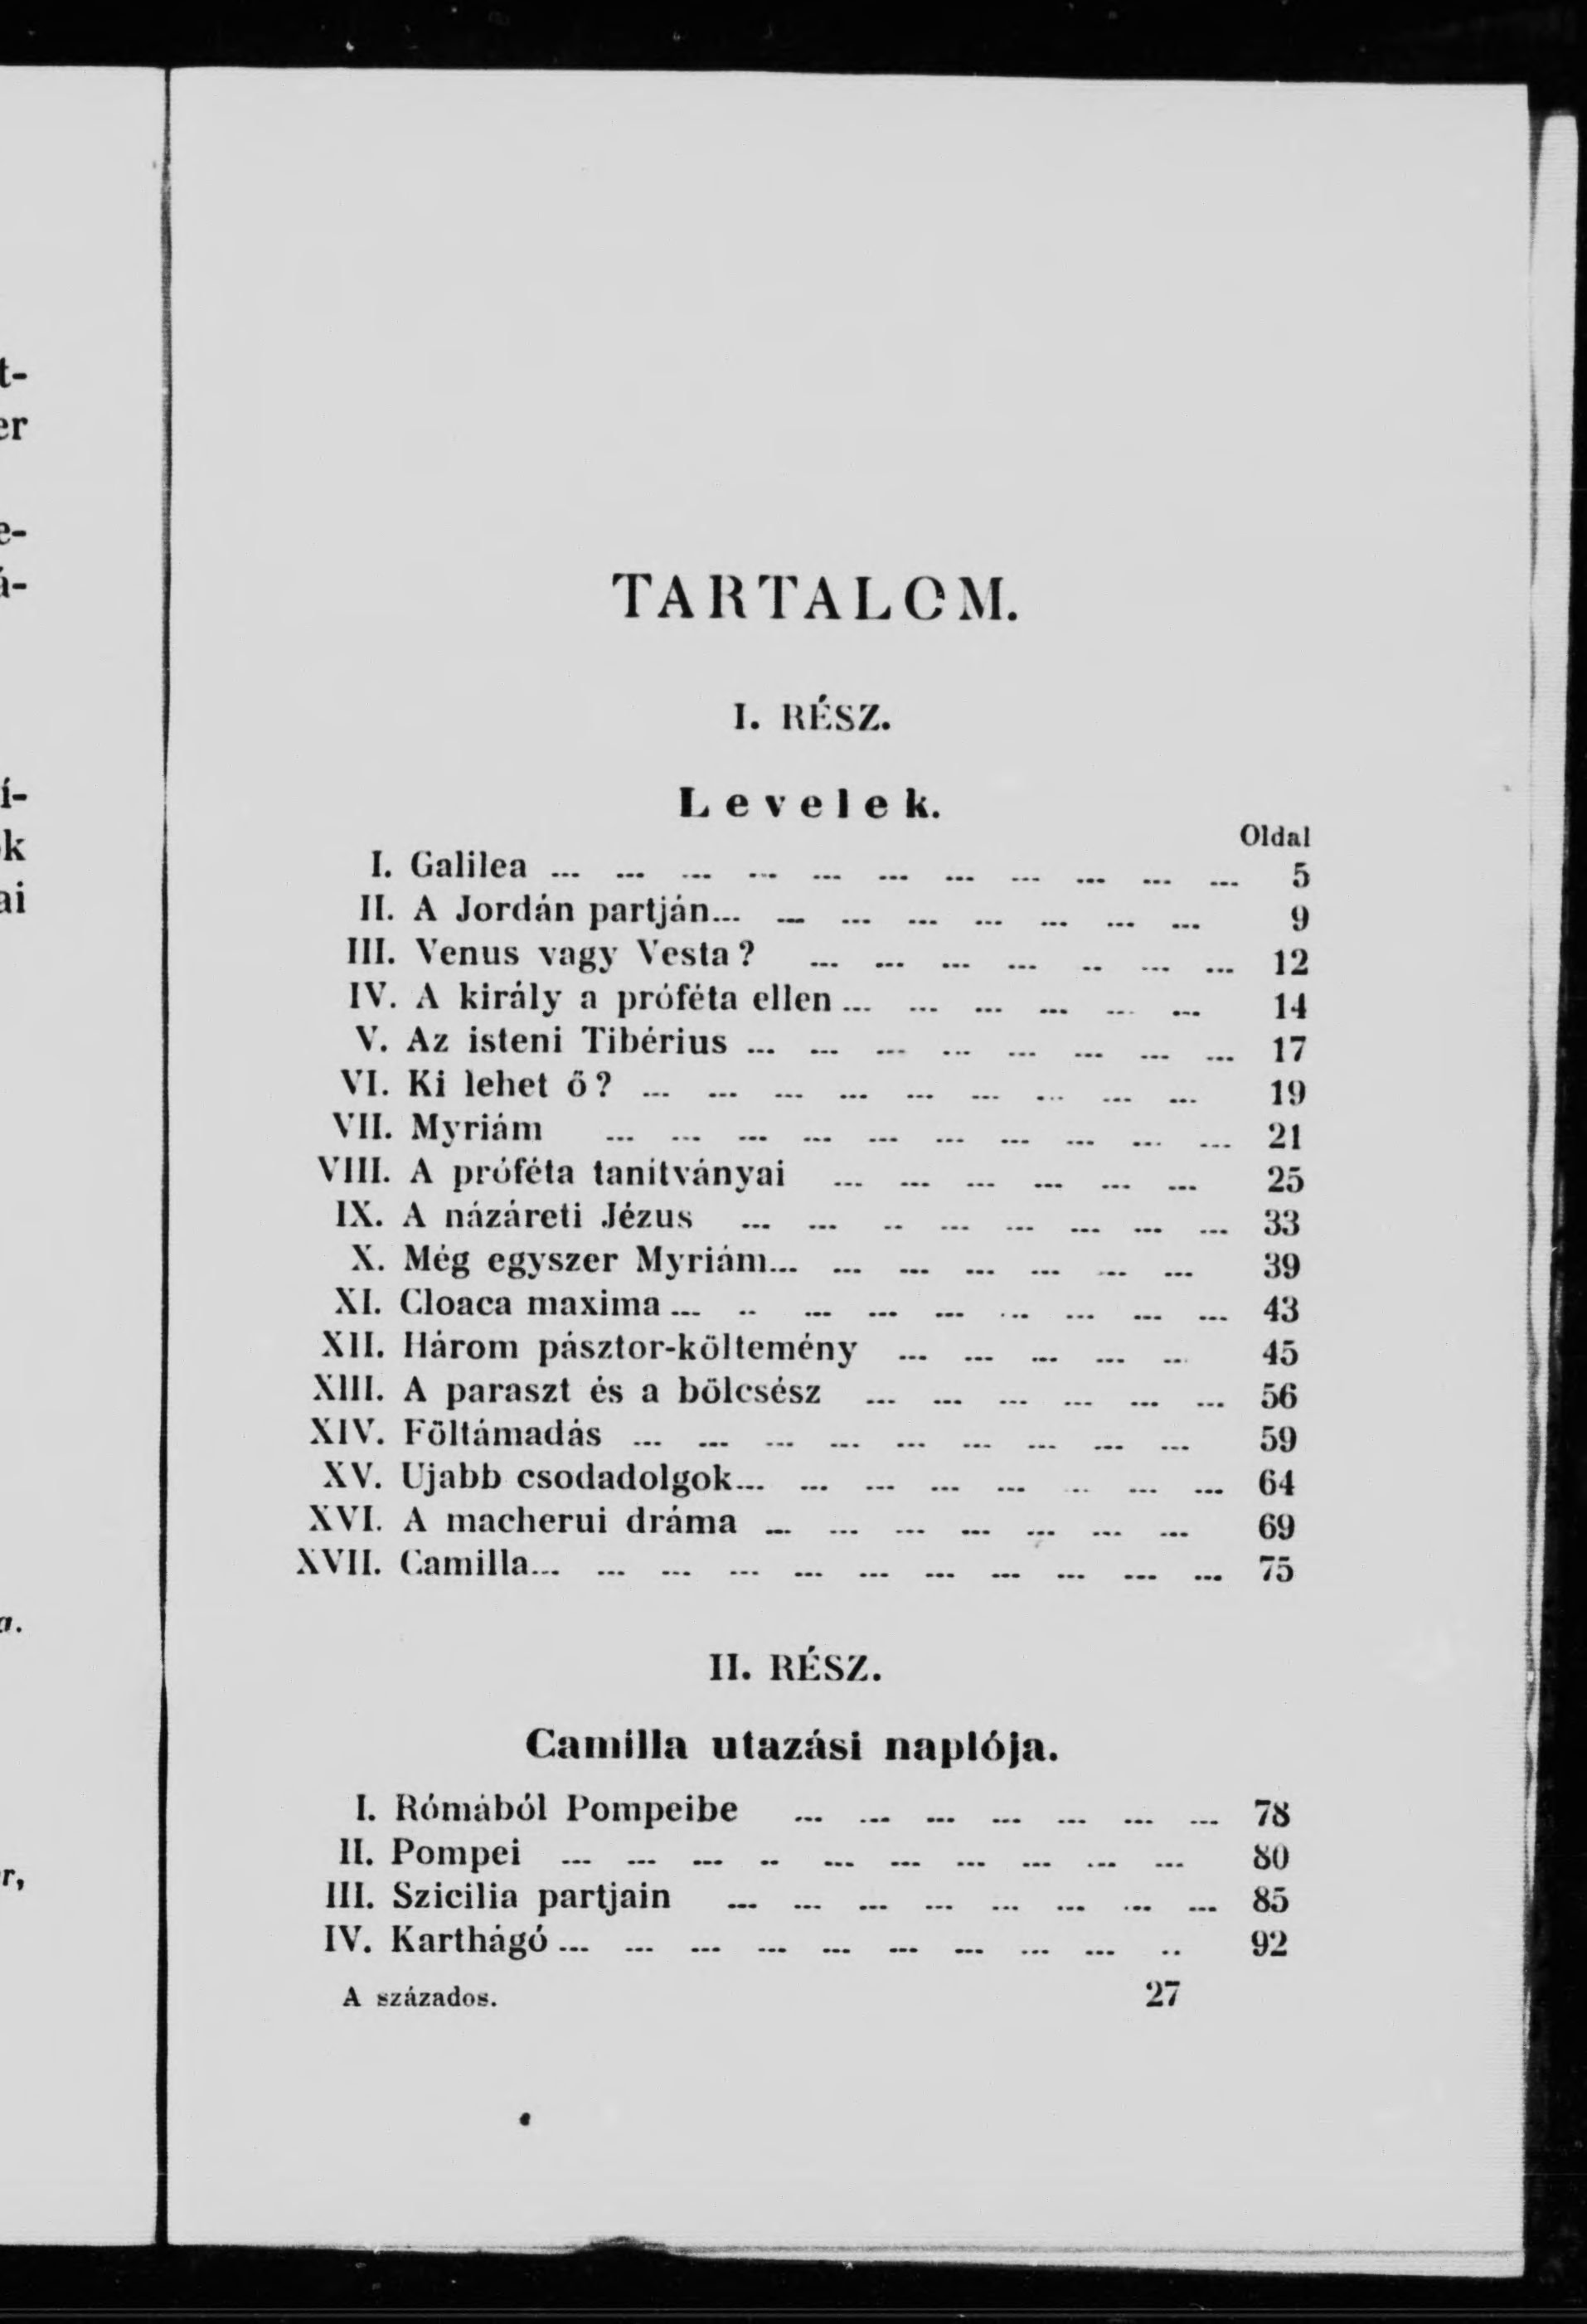 TARTALOM.
I. RÉSZ.
Levelek.
Oldal
I. Galilea ... ... ... ... ... ... ... ... ... ... ... 5
II. A Jordán partján... ... ... ... ... ... ... ... 9
III. Venus vagy Vesta? ... ... ... ... .. ... ... 12
IV. A király a próféta ellen ... ... ... ... ... ... 14
V. Az isteni Tibérius ... ... ... ... ... ... ... ... 17
VI. Ki lehet ő? ... ... ... ... ... ... ... ... ... 19
VII. Myriám ... ... ... ... ... ... ... ... ... ... 21
VIII. A próféta tanítványai ... ... ... ... ... ... 25
IX. A názáreti Jézus ... ... .. ... ... ... ... ... 33
X. Még egyszer Myriám... ... ... ... ... ... ... 39
XI. Cloaca maxima ... .. ... ... ... ... ... ... ... 43
XII. Három pásztor-költemény ... ... ... ... ... 45
XIII. A paraszt és a bölcsész ... ... ... ... ... ... 56
XIV. Föltámadás ... ... ... ... ... ... ... ... ... 59
XV. Ujabb csodadolgok... ... ... ... ... .. ... ... 64
XVI. A macherui dráma ... ... ... ... ... ... ... 69
XVII. Camilla... ... ... ... ... ... ... ... ... ... ... 75
II. RÉSZ.
Camilla utazási naplója.
I. Rómából Pompeibe ... ... ... ... ... ... ... 78
II. Pompei ... ... ... .. ... ... ... ... ... ... 80
III. Szicilia partjain ... ... ... ... ... ... ... ... 85
IV. Karthágó ... ... ... ... ... ... ... ... ... .. 92
A százados. 27